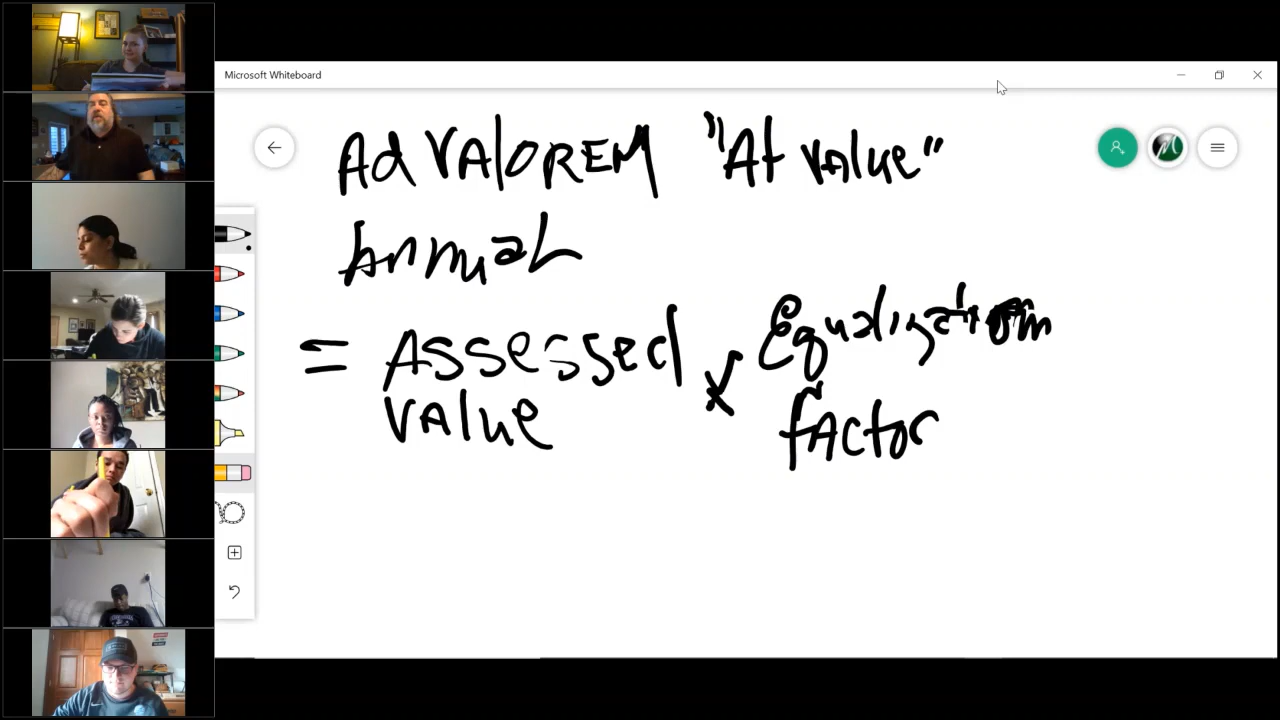 Microsoft Whiteboard
Ad VALOREM "At value"
Annual
= Assessed x Equalization
value factor